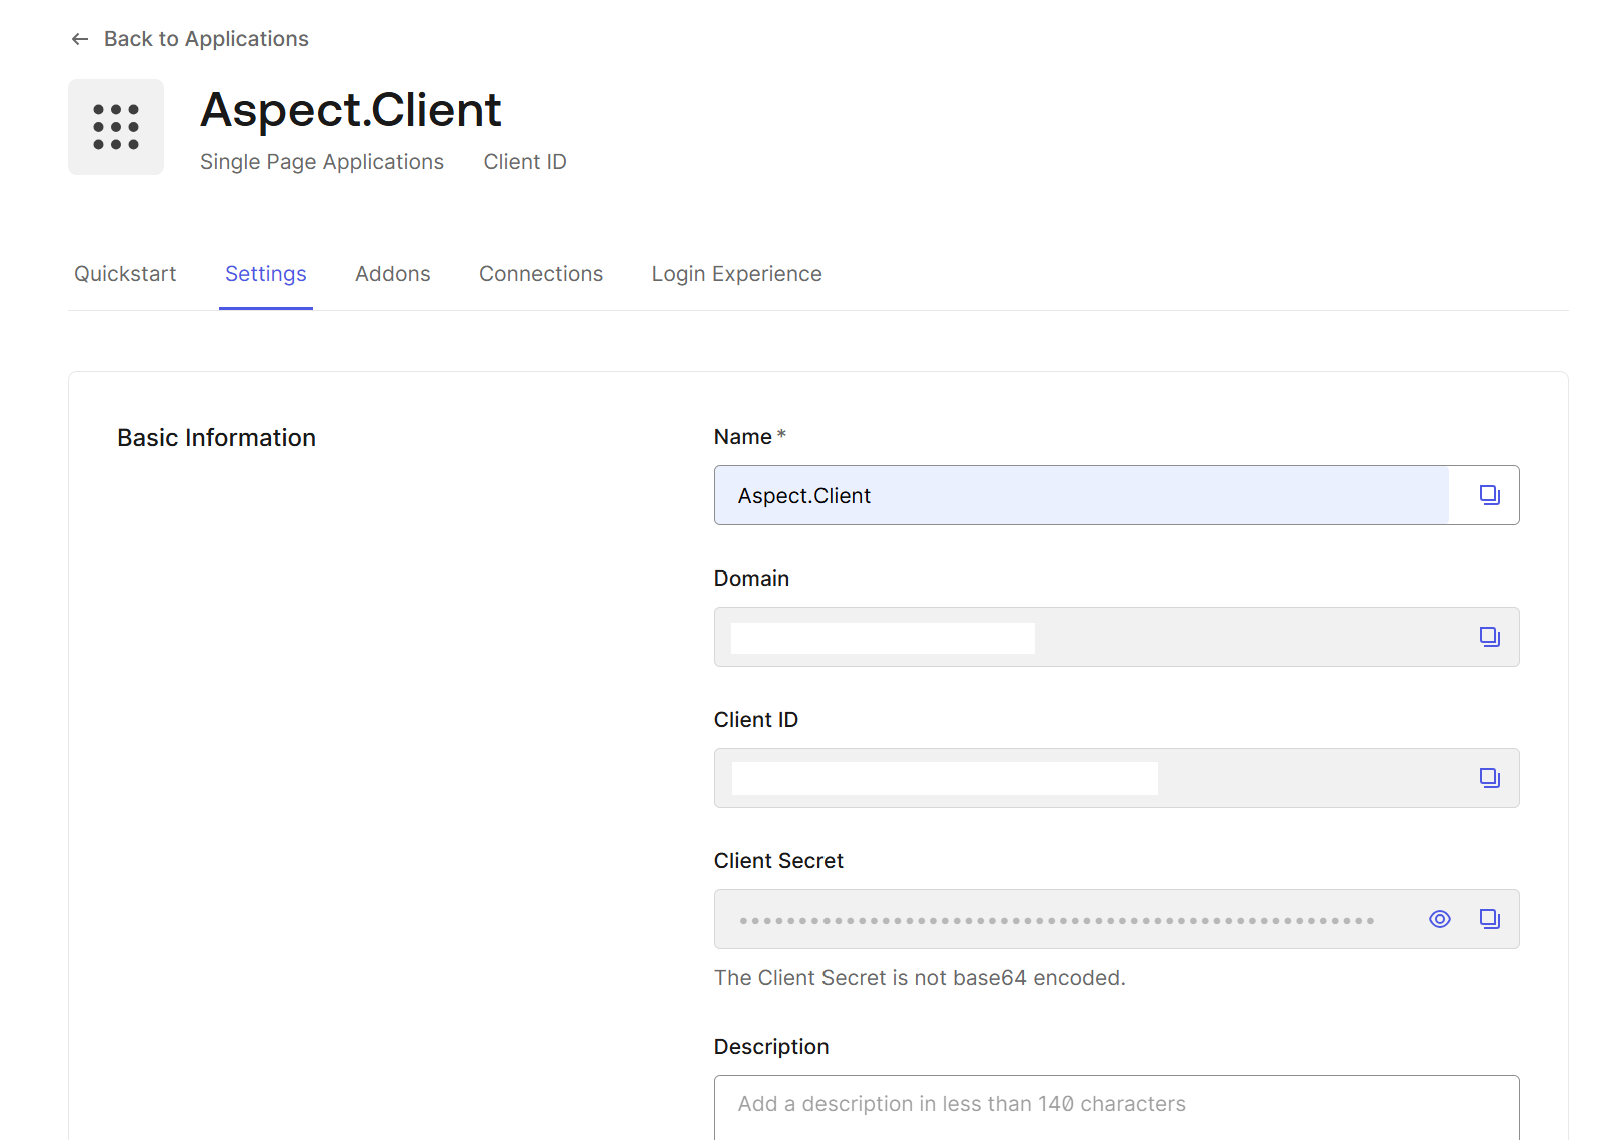 ← Back to Applications
Aspect.Client
Single Page Applications Client ID
Quickstart Settings Addons Connections Login Experience
Basic Information
Name *
Aspect.Client
Domain
Client ID
Client Secret
The Client Secret is not base64 encoded.
Description
Add a description in less than 140 characters